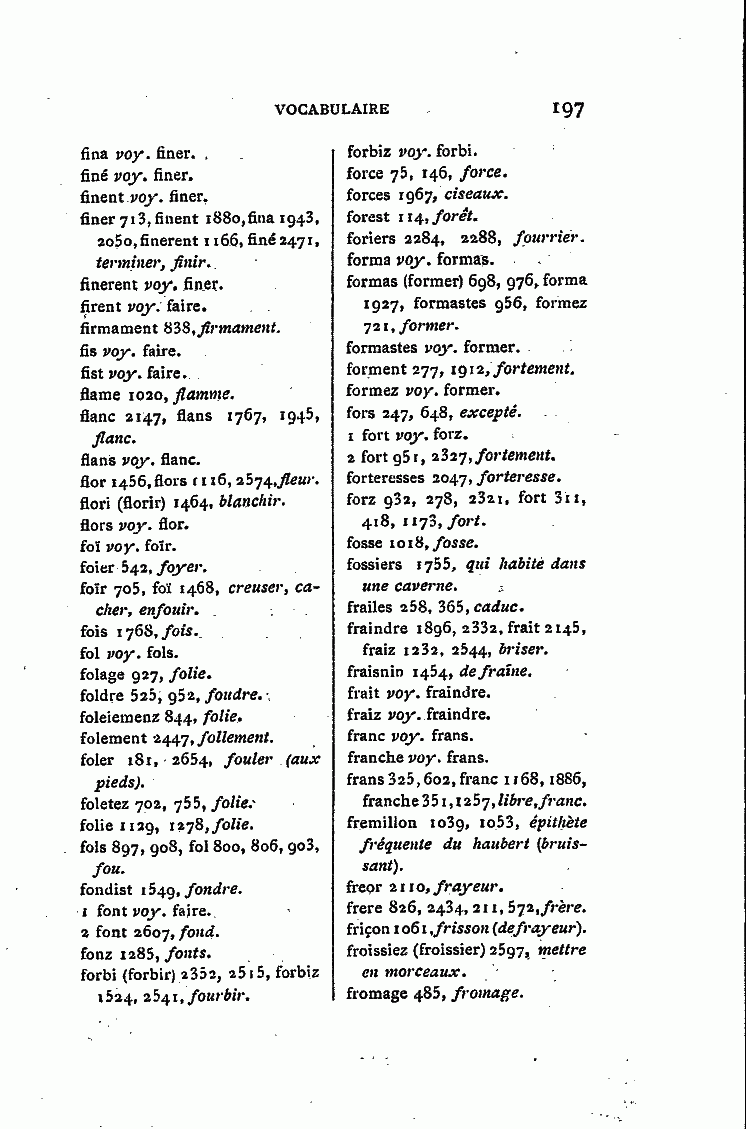 VOCABULAIRE 197
fina voy. finer.
finé voy. finer.
finent voy. finer.
finer 713, finent 1880, fina 1943,
2050, finerent 1166, finé 2471,
terminer, finir.
finerent voy. finer.
firent voy. faire.
firmament 838, firmament.
fis voy. faire.
fist voy. faire.
flame 1020, flamme.
flanc 2147, flans 1767, 1945,
flanc.
flans voy. flanc.
flor 1456, flors 1116, 2574, fleur.
flori (florir) 1464, blanchir.
flors voy. flor.
foï voy. foïr.
foier 542, foyer.
foïr 705, foï 1468, creuser, ca-
cher, enfouir.
fois 1768, fois.
fol voy. fols.
folage 927, folie.
foldre 525, 952, foudre.
foleiemenz 844, folie.
folement 2447, follement.
foler 181, 2654, fouler (aux
pieds).
foletez 702, 755, folie.
folie 1129, 1278, folie.
fols 897, 908, fol 800, 806, 903,
fou.
fondist 1549, fondre.
1 font voy. faire.
2 font 2607, fond.
fonz 1285, fonts.
forbi (forbir) 2352, 2515, forbiz
1524, 2541, fourbir.
forbiz voy. forbi.
force 75, 146, force.
forces 1967, ciseaux.
forest 114, forêt.
foriers 2284, 2288, fourrier.
forma voy. formas.
formas (former) 698, 976, forma
1927, formastes 956, formez
721, former.
formastes voy. former.
forment 277, 1912, fortement.
formez voy. former.
fors 247, 648, excepté.
1 fort voy. forz.
2 fort 951, 2327, fortement.
forteresses 2047, forteresse.
forz 932, 278, 2321, fort 311,
418, 1173, fort.
fosse 1018, fosse.
fossiers 1755, qui habite dans
une caverne.
frailes 258, 365, caduc.
fraindre 1896, 2332, frait 2145,
fraiz 1232, 2544, briser.
fraisnin 1454, de fraîne.
frait voy. fraindre.
fraiz voy. fraindre.
franc voy. frans.
franche voy. frans.
frans 325, 602, franc 1168, 1886,
franche 351, 1257, libre, franc.
fremillon 1039, 1053, épithète
fréquente du haubert (bruis-
sant).
freor 2110, frayeur.
frere 826, 2434, 211, 572, frère.
friçon 1061, frisson (de frayeur).
froissiez (froissier) 2597, mettre
en morceaux.
fromage 485, fromage.